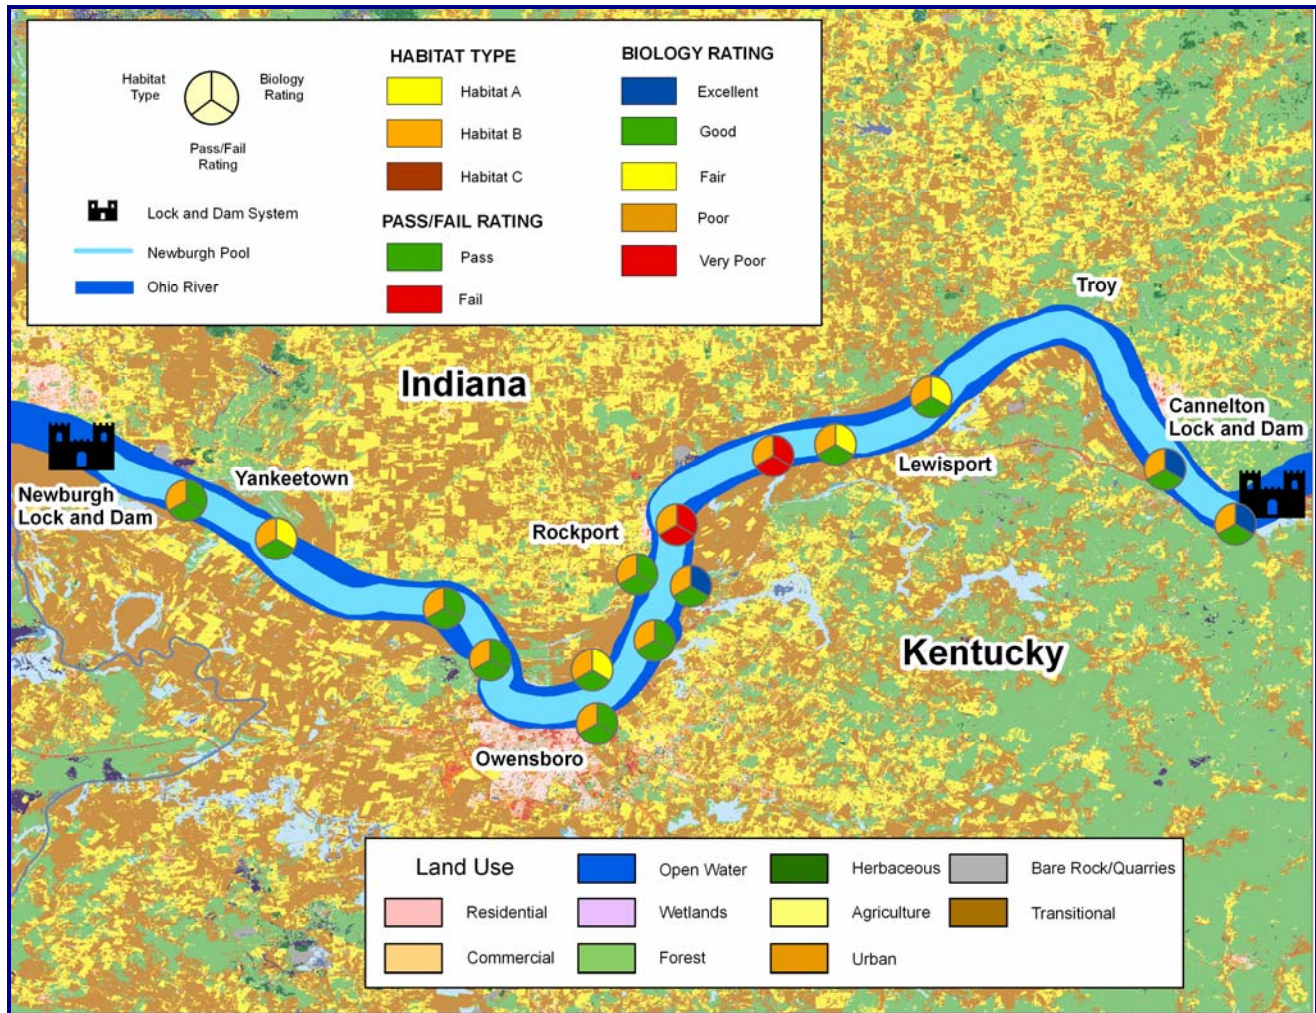 Habitat
Type
Biology
Rating
Pass/Fail
Rating
Lock and Dam System
Newburgh Pool
Ohio River
HABITAT TYPE
Habitat A
Habitat B
Habitat C
PASS/FAIL RATING
Pass
Fail
BIOLOGY RATING
Excellent
Good
Fair
Poor
Very Poor
Troy
Indiana
Cannelton
Lock and Dam
Yankeetown
Newburgh
Lock and Dam
Lewisport
Rockport
Kentucky
Owensboro
Land Use
Residential
Commercial
Open Water
Wetlands
Forest
Herbaceous
Agriculture
Urban
Bare Rock/Quarries
Transitional